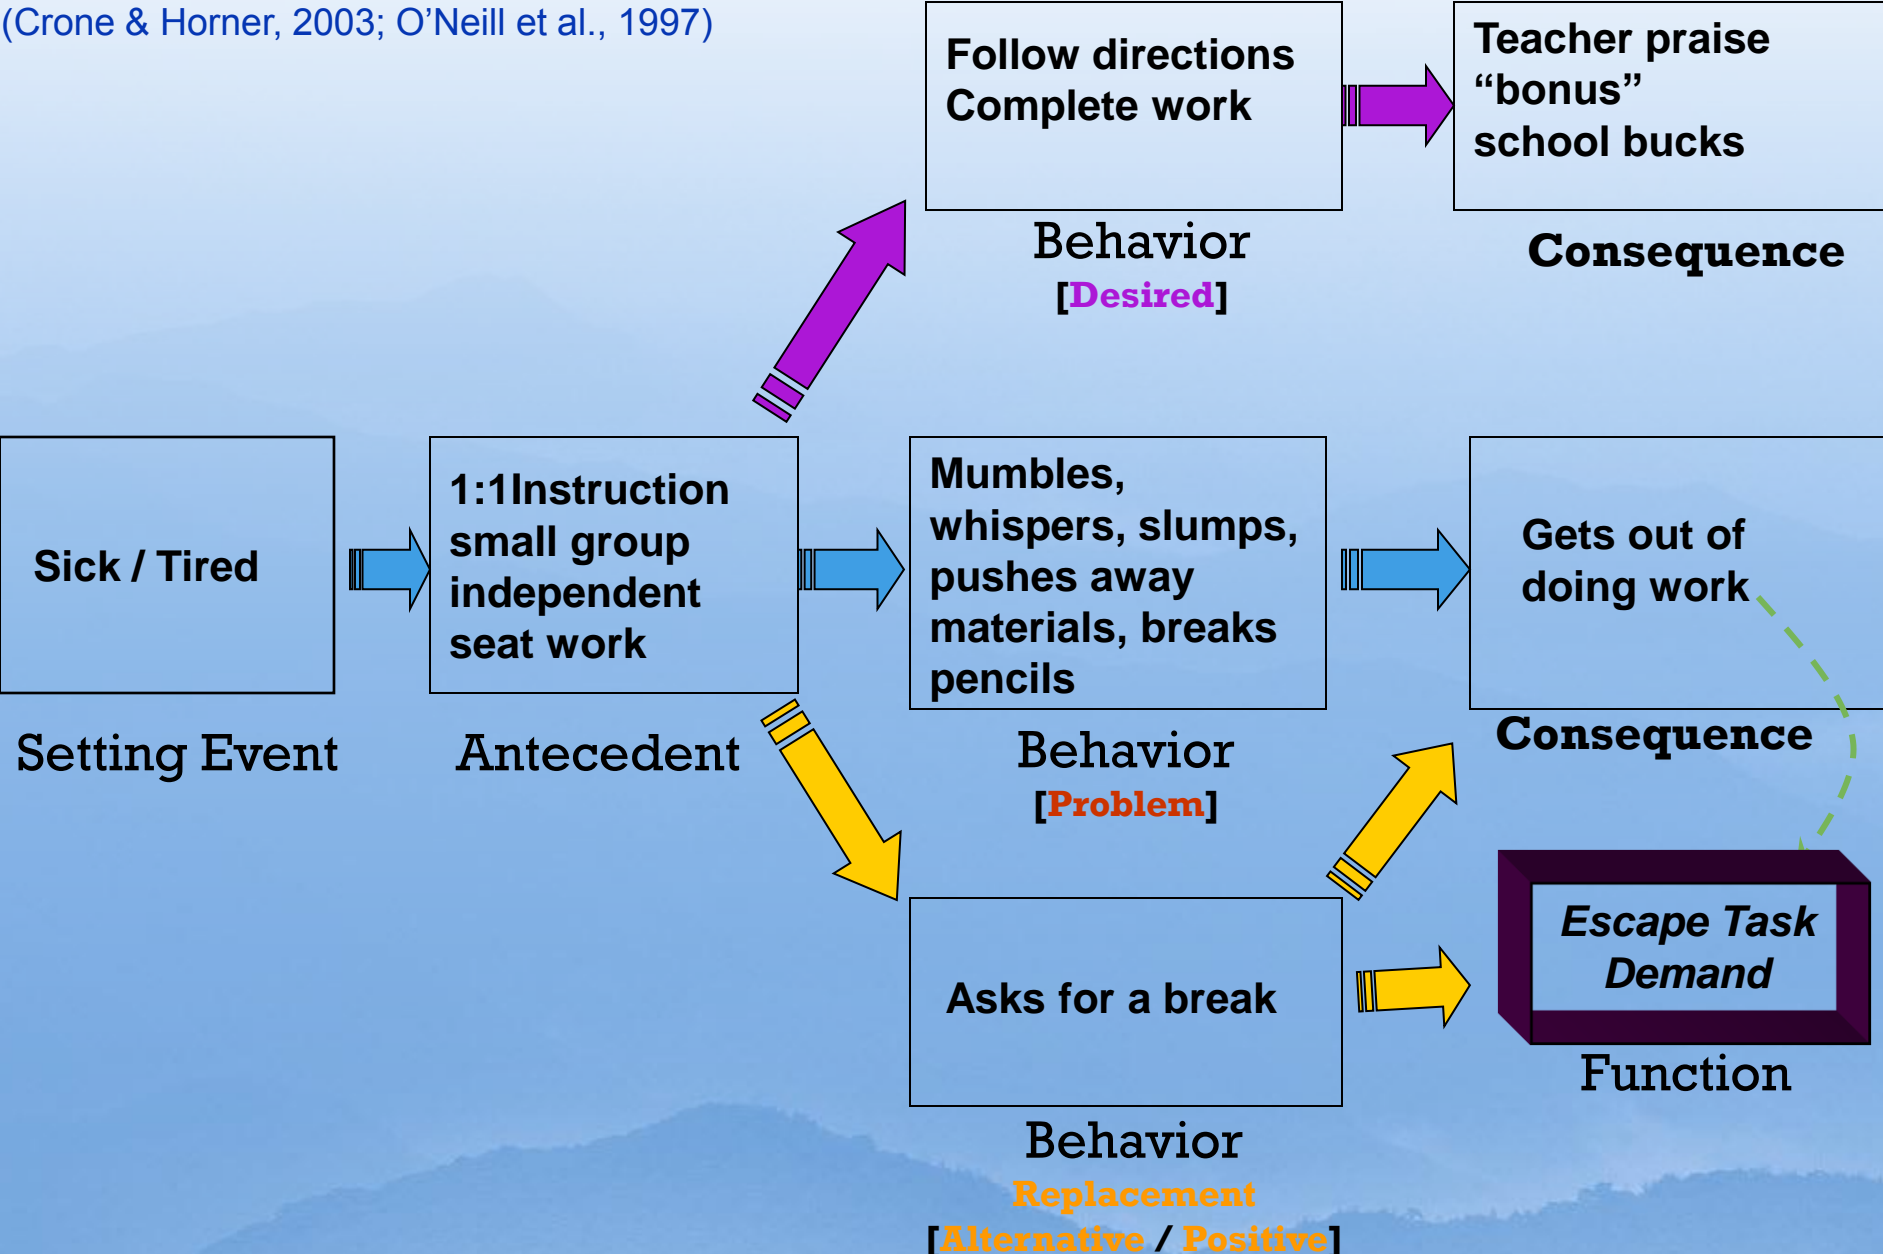 (Crone & Horner, 2003; O’Neill et al., 1997)
Follow directions
Complete work
Behavior
[Desired]
Teacher praise
“bonus”
school bucks
Consequence
Sick / Tired
Setting Event
1:1Instruction
small group
independent
seat work
Antecedent
Mumbles,
whispers, slumps,
pushes away
materials, breaks
pencils
Behavior
[Problem]
Gets out of
doing work
Consequence
Asks for a break
Behavior
Replacement
[Alternative / Positive]
Escape Task
Demand
Function